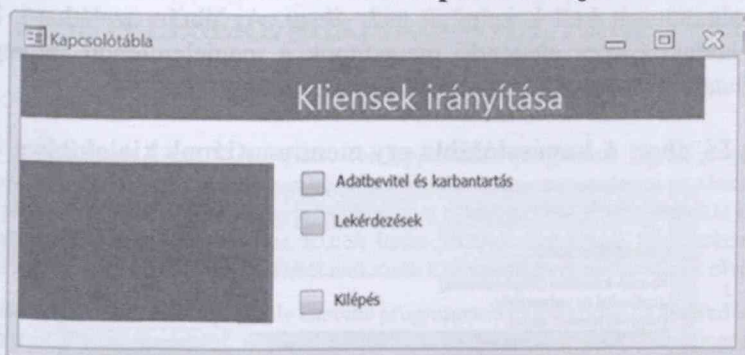 Kapcsolótábla
Kliensek irányítása
Adatbevitel és karbantartás
Lekérdezések
Kilépés